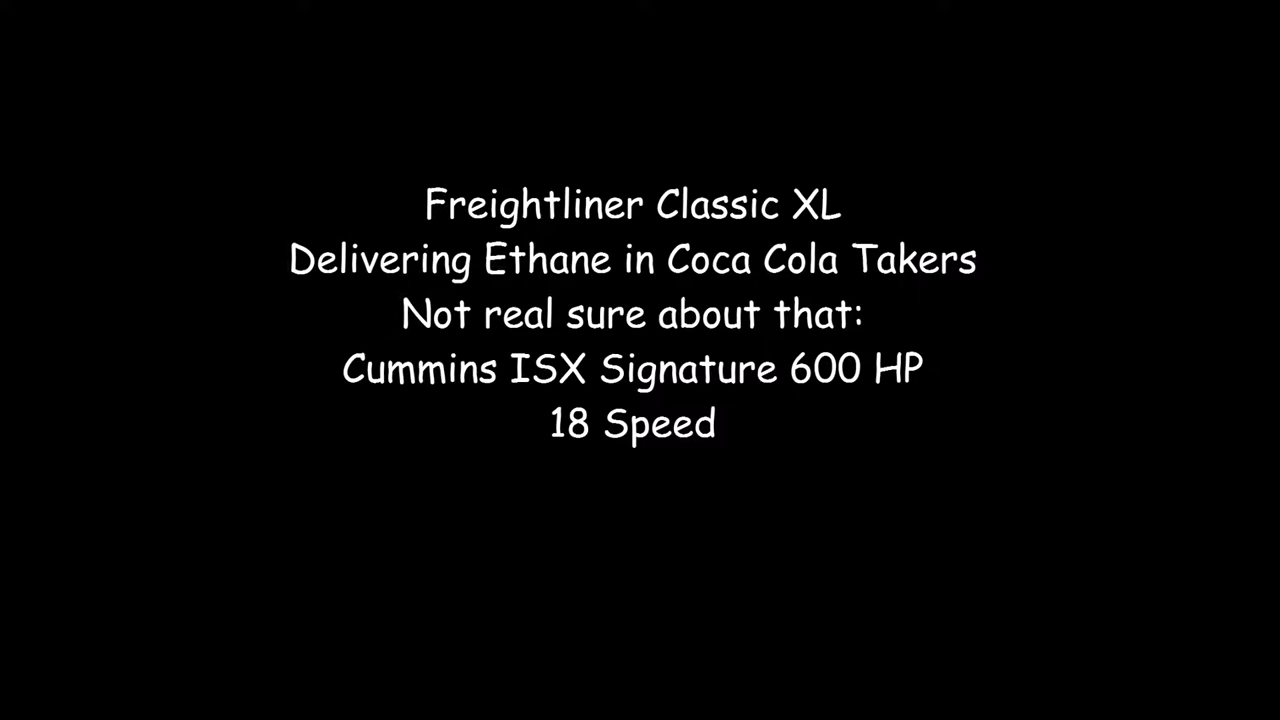 Freightliner Classic XL
Delivering Ethane in Coca Cola Takers
Not real sure about that:
Cummins ISX Signature 600 HP
18 Speed